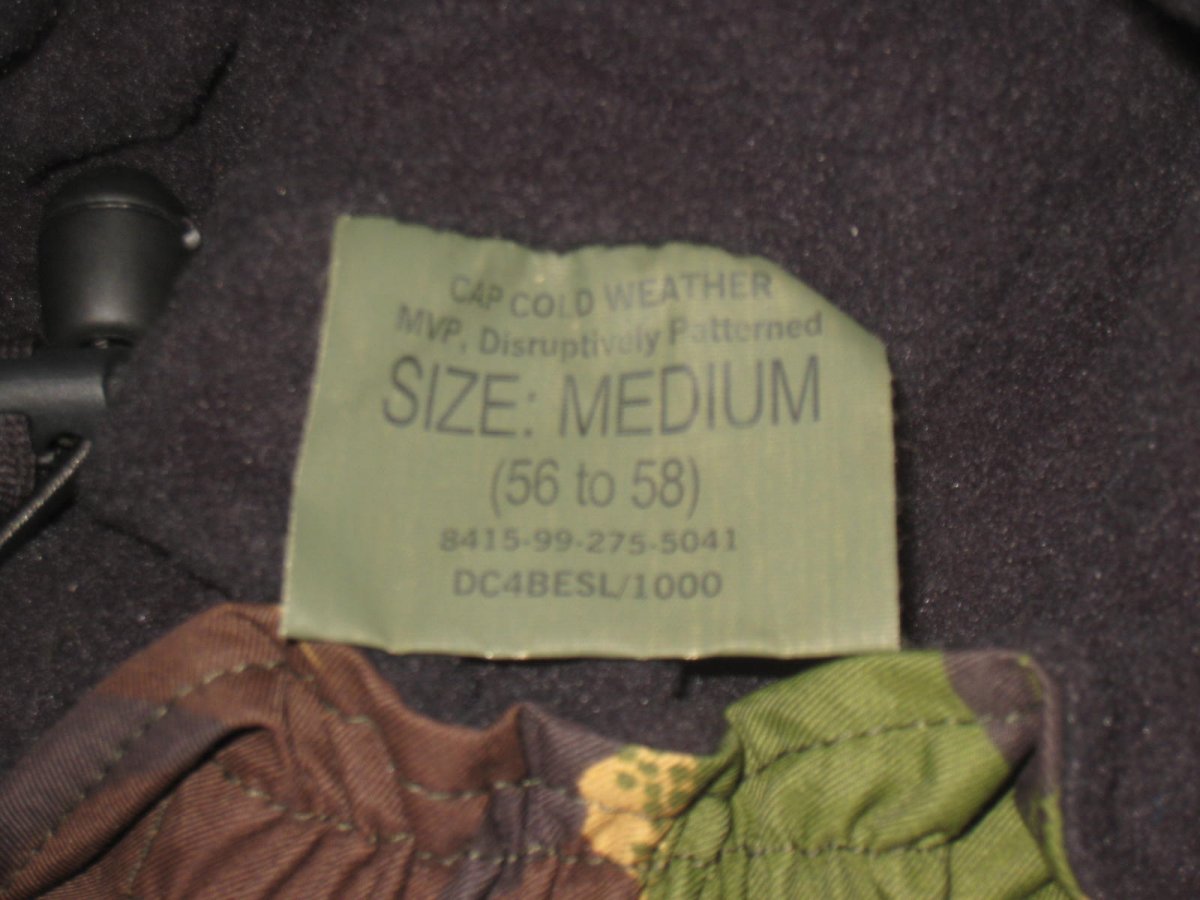 CAP COLD WEATHER
MVP, Disruptively Patterned
SIZE: MEDIUM
(56 to 58)
8415-99-275-5041
DC4BESL/1000